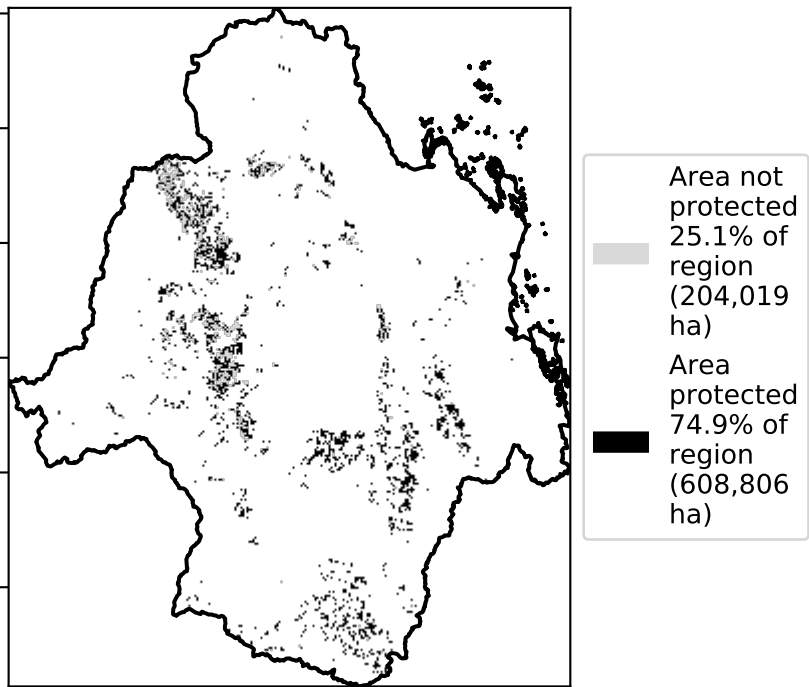 Area not
protected
25.1% of
region
(204,019
ha)
Area
protected
74.9% of
region
(608,806
ha)